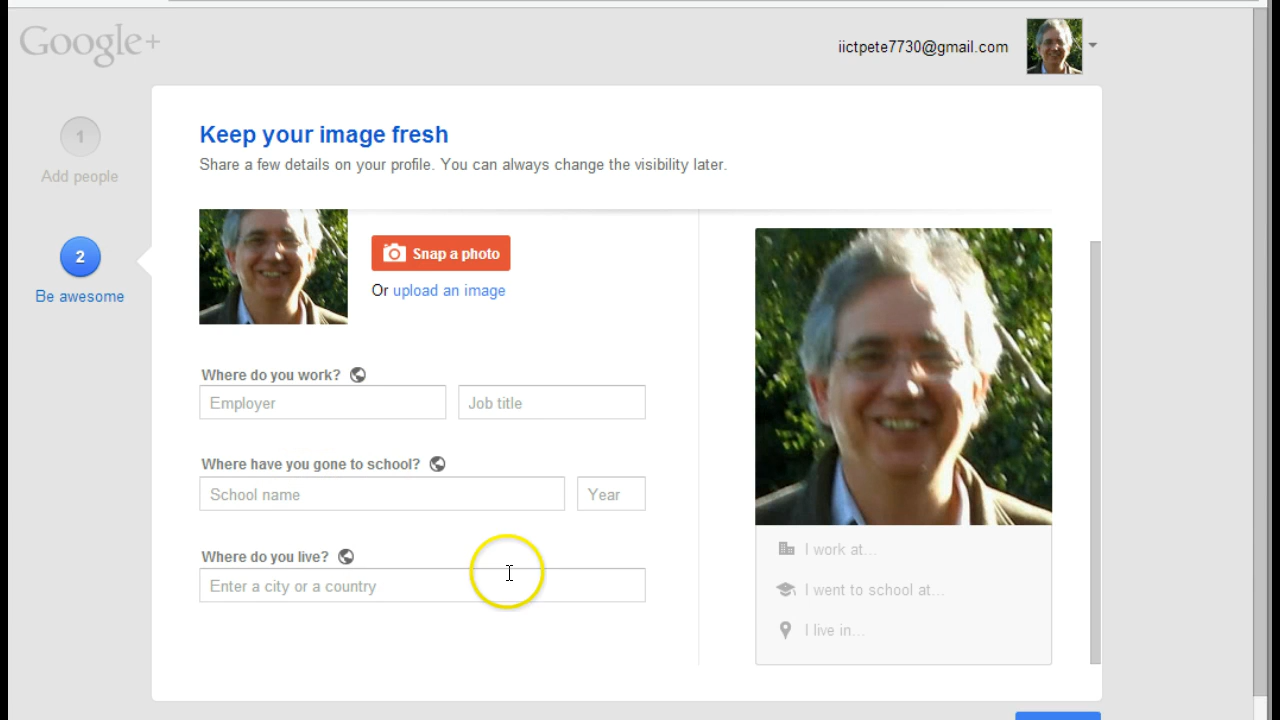 Google+
iictpete7730@gmail.com
1
Add people
2
Be awesome
Keep your image fresh
Share a few details on your profile. You can always change the visibility later.
Snap a photo
Or upload an image
Where do you work?
Employer
Job title
Where have you gone to school?
School name
Year
Where do you live?
Enter a city or a country
I work at...
I went to school at...
I live in...